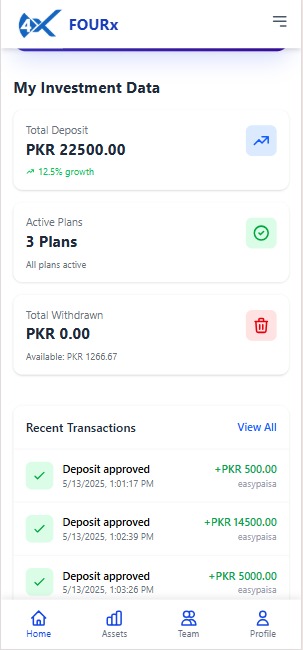 4X FOURx
My Investment Data
Total Deposit
PKR 22500.00
12.5% growth
Active Plans
3 Plans
All plans active
Total Withdrawn
PKR 0.00
Available: PKR 1266.67
Recent Transactions View All
Deposit approved +PKR 500.00
5/13/2025, 1:01:17 PM easypaisa
Deposit approved +PKR 14500.00
5/13/2025, 1:02:39 PM easypaisa
Deposit approved +PKR 5000.00
5/13/2025, 1:03:26 PM easypaisa
Home Assets Team Profile